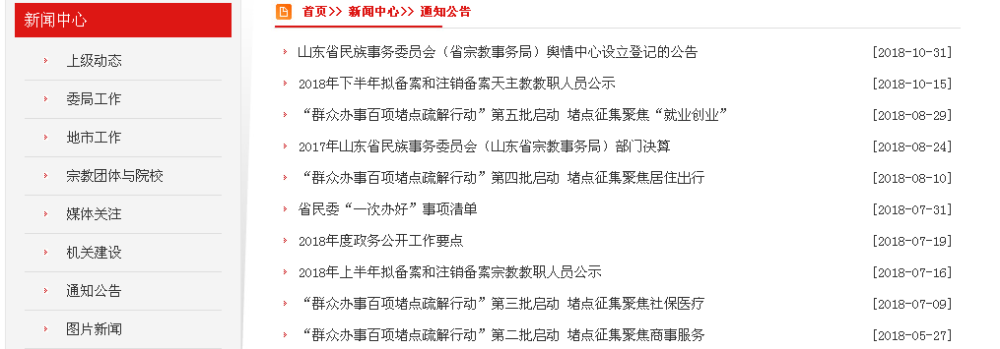 新闻中心
上级动态
委局工作
地市工作
宗教团体与院校
媒体关注
机关建设
通知公告
图片新闻
首页>> 新闻中心>> 通知公告
山东省民族事务委员会（省宗教事务局）舆情中心设立登记的公告 [2018-10-31]
2018年下半年拟备案和注销备案天主教教职人员公示 [2018-10-15]
“群众办事百项堵点疏解行动”第五批启动 堵点征集聚焦“就业创业” [2018-08-29]
2017年山东省民族事务委员会（山东省宗教事务局）部门决算 [2018-08-24]
“群众办事百项堵点疏解行动”第四批启动 堵点征集聚焦居住出行 [2018-08-10]
省民委“一次办好”事项清单 [2018-07-31]
2018年度政务公开工作要点 [2018-07-19]
2018年上半年拟备案和注销备案宗教教职人员公示 [2018-07-16]
“群众办事百项堵点疏解行动”第三批启动 堵点征集聚焦社保医疗 [2018-07-09]
“群众办事百项堵点疏解行动”第二批启动 堵点征集聚焦商事服务 [2018-05-27]